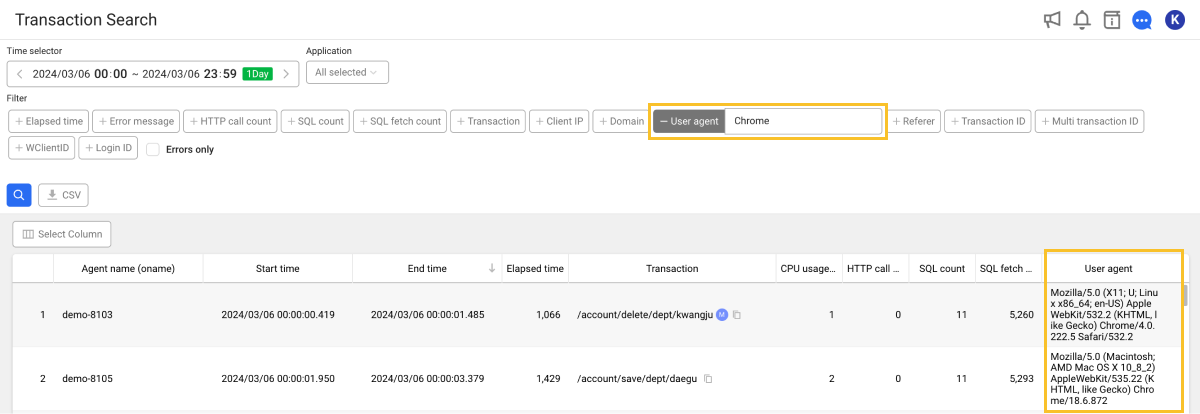 Transaction Search
K
Time selector
Application
2024/03/06 00:00 ~ 2024/03/06 23:59 1Day
All selected
Filter
+ Elapsed time
+ Error message
+ HTTP call count
+ SQL count
+ SQL fetch count
+ Transaction
+ Client IP
+ Domain
− User agent
Chrome
+ Referer
+ Transaction ID
+ Multi transaction ID
+ WClientID
+ Login ID
Errors only
CSV
Select Column
Agent name (oname)
Start time
End time
Elapsed time
Transaction
CPU usage...
HTTP call ...
SQL count
SQL fetch ...
User agent
1
demo-8103
2024/03/06 00:00:00.419
2024/03/06 00:00:01.485
1,066
/account/delete/dept/kwangju
M
1
0
11
5,260
Mozilla/5.0 (X11; U; Linu
x x86_64; en-US) Apple
WebKit/532.2 (KHTML, l
ike Gecko) Chrome/4.0.
222.5 Safari/532.2
2
demo-8105
2024/03/06 00:00:01.950
2024/03/06 00:00:03.379
1,429
/account/save/dept/daegu
2
0
11
5,293
Mozilla/5.0 (Macintosh;
AMD Mac OS X 10_8_2)
AppleWebKit/535.22 (K
HTML, like Gecko) Chro
me/18.6.872